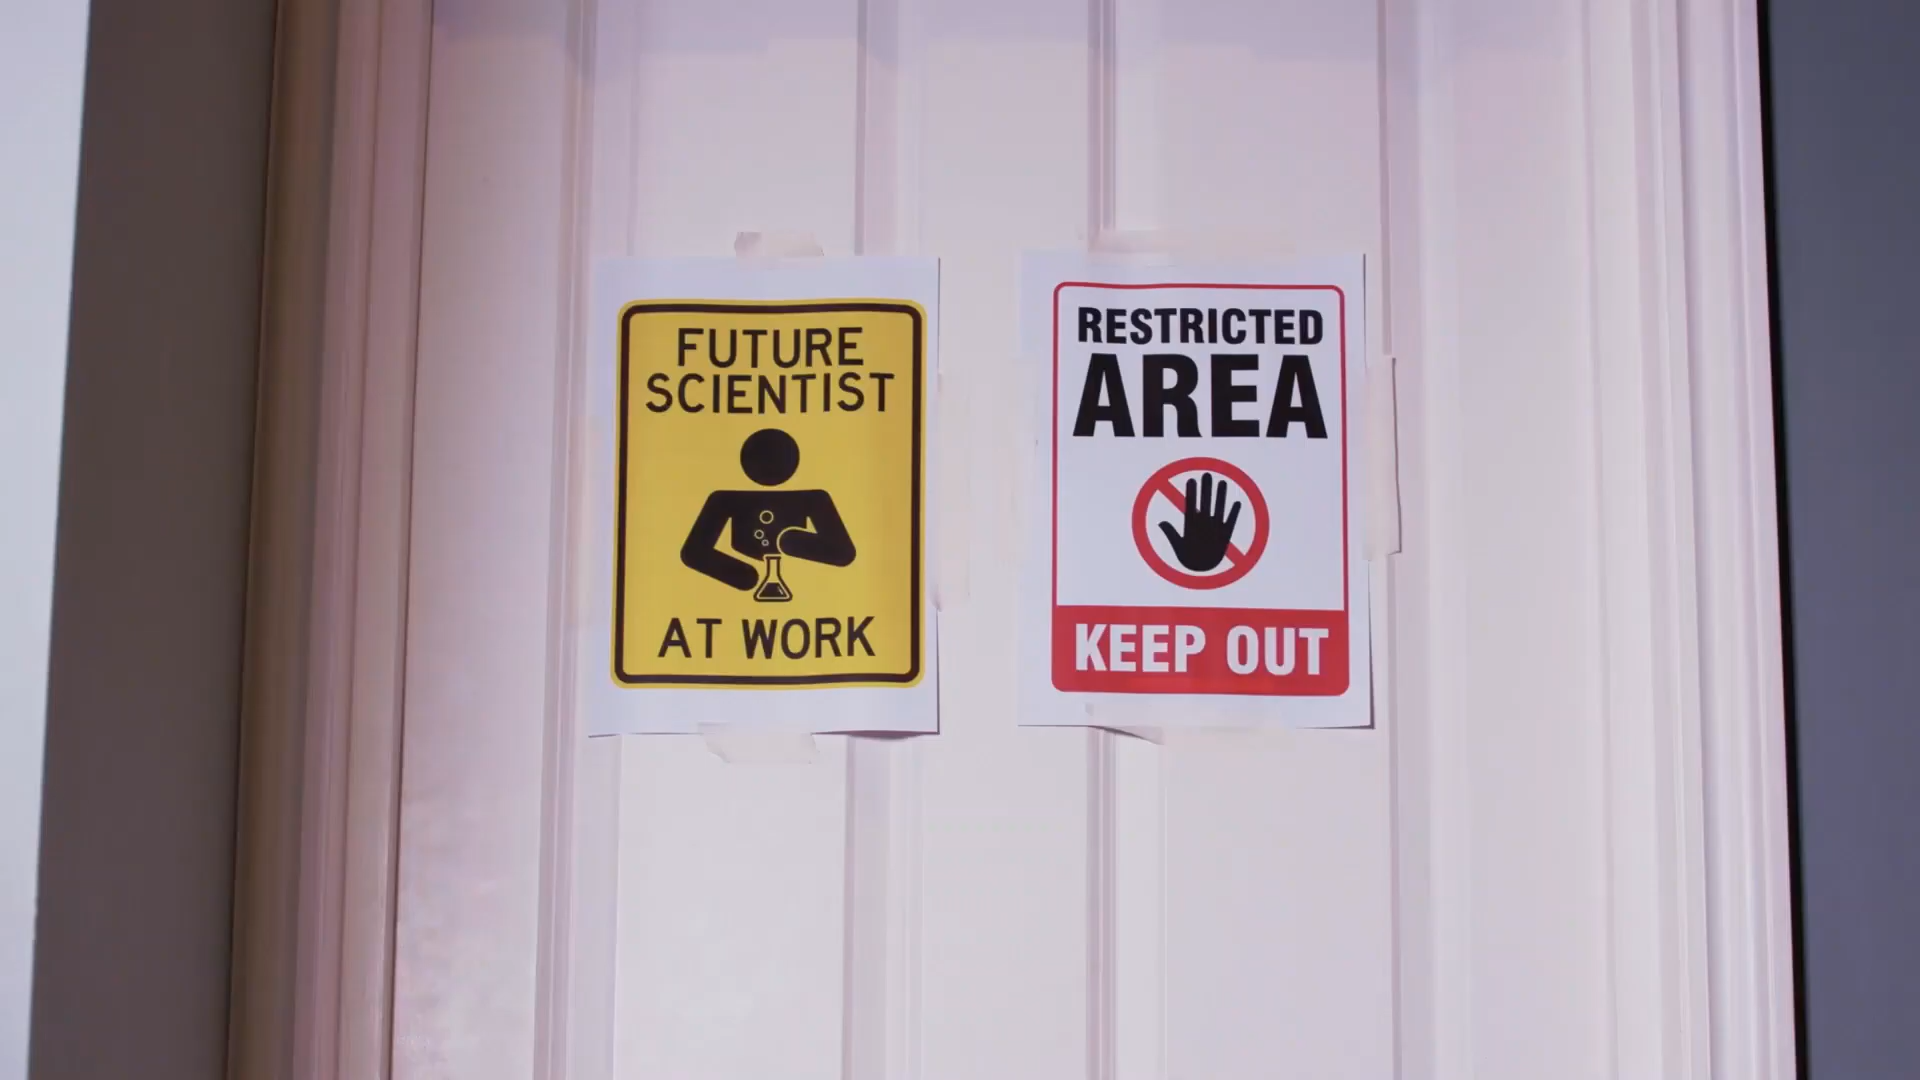 FUTURE
SCIENTIST
AT WORK
RESTRICTED
AREA
KEEP OUT